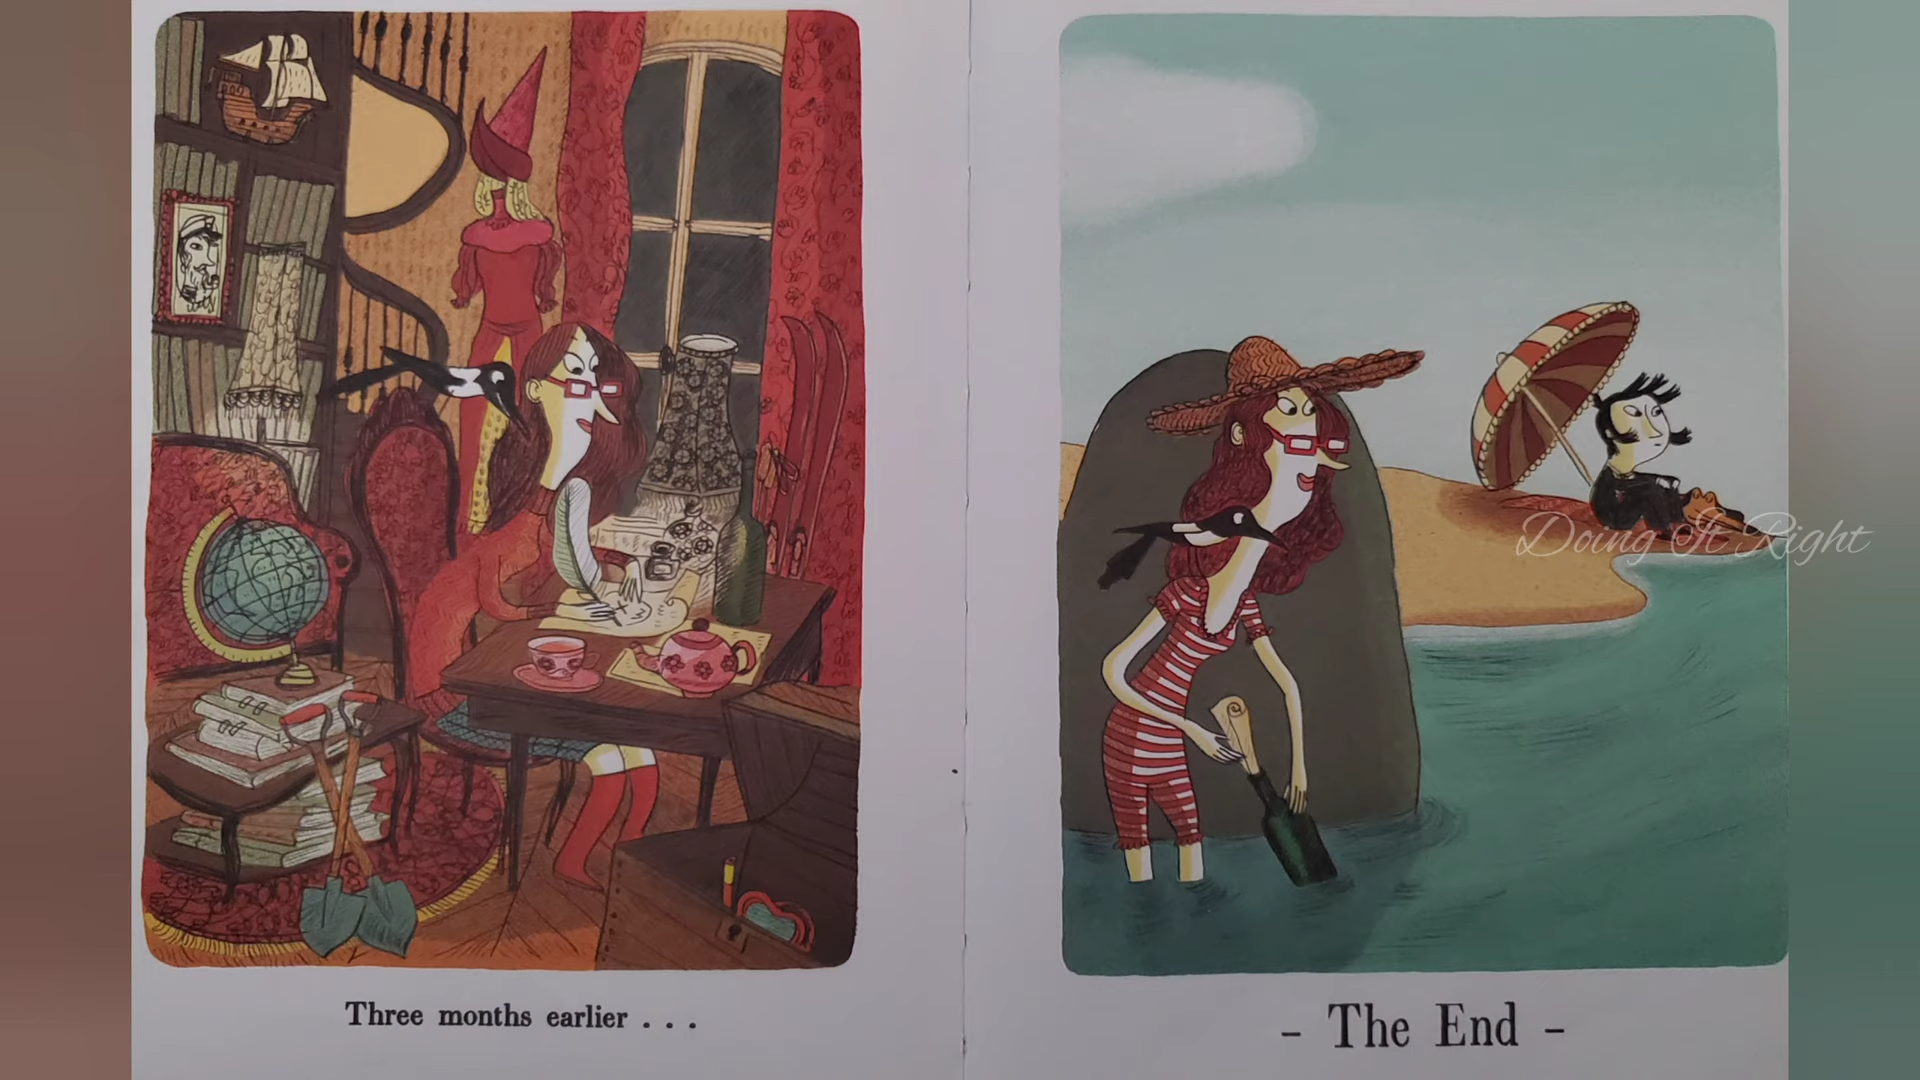 Three months earlier . . .
– The End –
Doing It Right